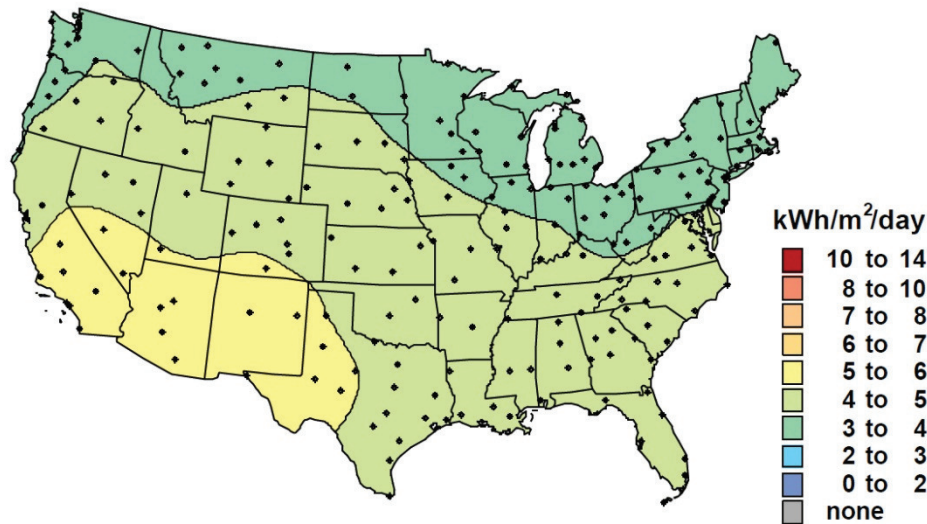 kWh/m²/day
10 to 14
8 to 10
7 to 8
6 to 7
5 to 6
4 to 5
3 to 4
2 to 3
0 to 2
none